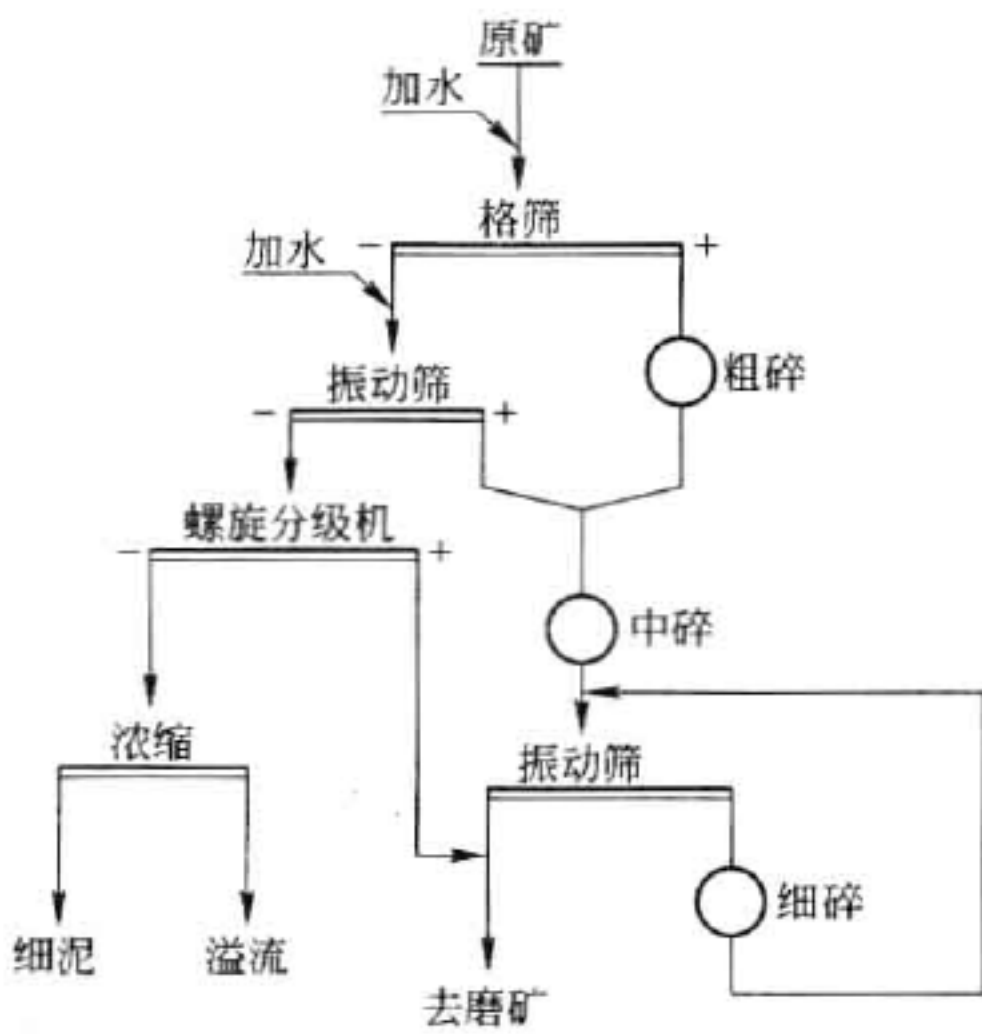 原矿
加水
格筛
- +
加水
粗碎
振动筛
- +
螺旋分级机
- +
中碎
浓缩
振动筛
细碎
细泥
溢流
去磨矿